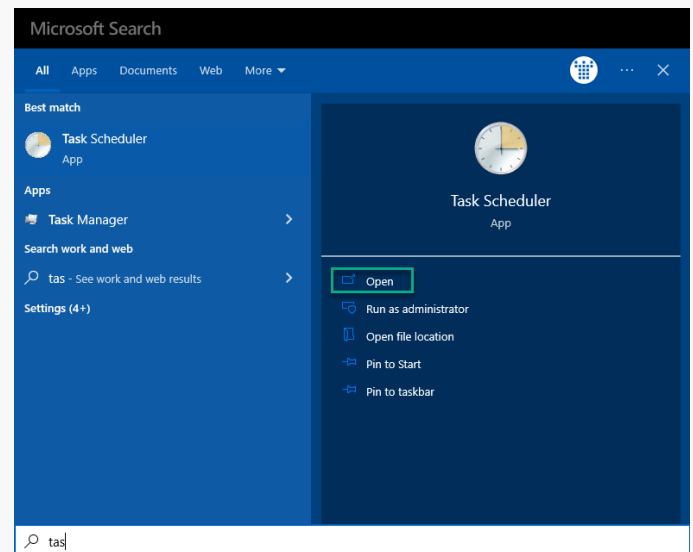 Microsoft Search
All Apps Documents Web More
Best match
Task Scheduler
App
Apps
Task Manager
Search work and web
tas - See work and web results
Settings (4+)
Task Scheduler
App
Open
Run as administrator
Open file location
Pin to Start
Pin to taskbar
tas